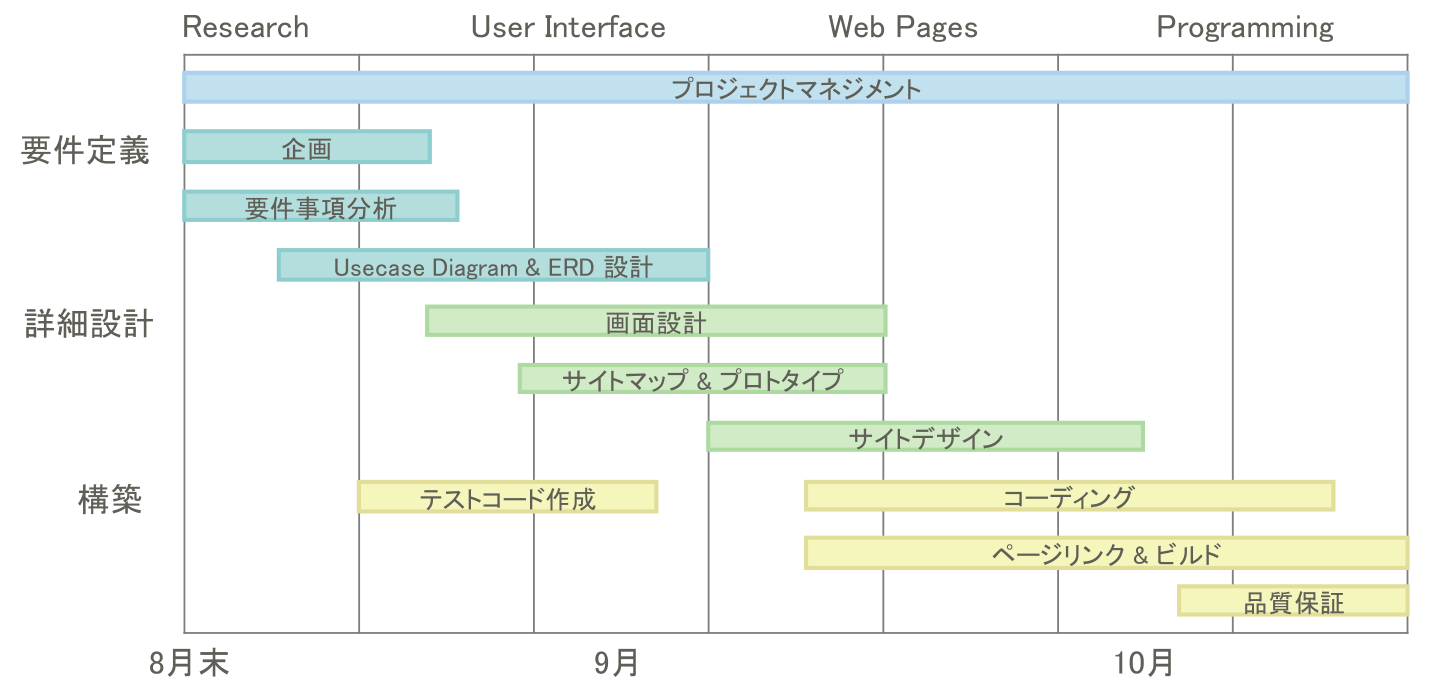 Research
User Interface
Web Pages
Programming
プロジェクトマネジメント
要件定義
企画
要件事項分析
Usecase Diagram & ERD 設計
詳細設計
画面設計
サイトマップ & プロトタイプ
サイトデザイン
構築
テストコード作成
コーディング
ページリンク & ビルド
品質保証
8月末
9月
10月